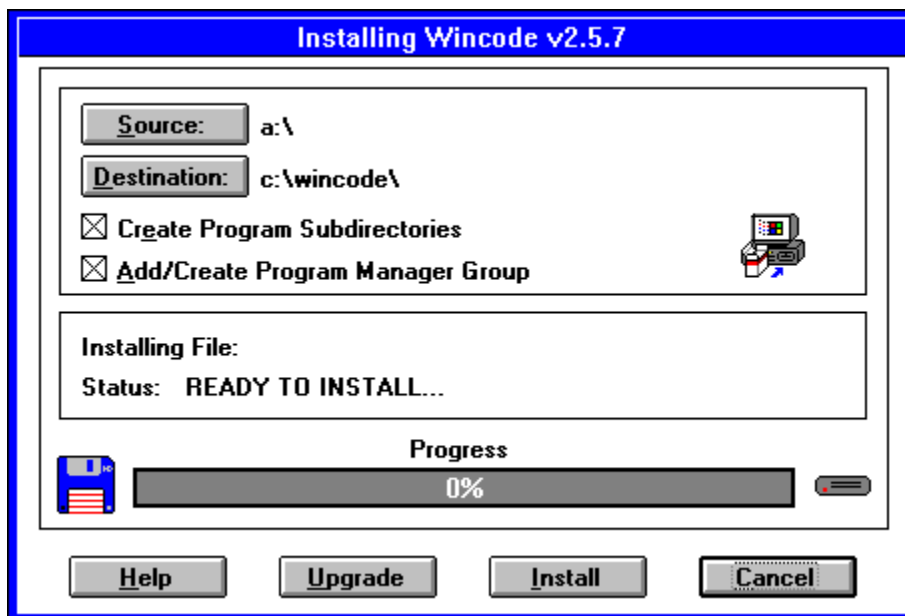 Installing Wincode v2.5.7
Source: a:\
Destination: c:\wincode\
Create Program Subdirectories
Add/Create Program Manager Group
Installing File:
Status: READY TO INSTALL...
Progress
0%
Help Upgrade Install Cancel